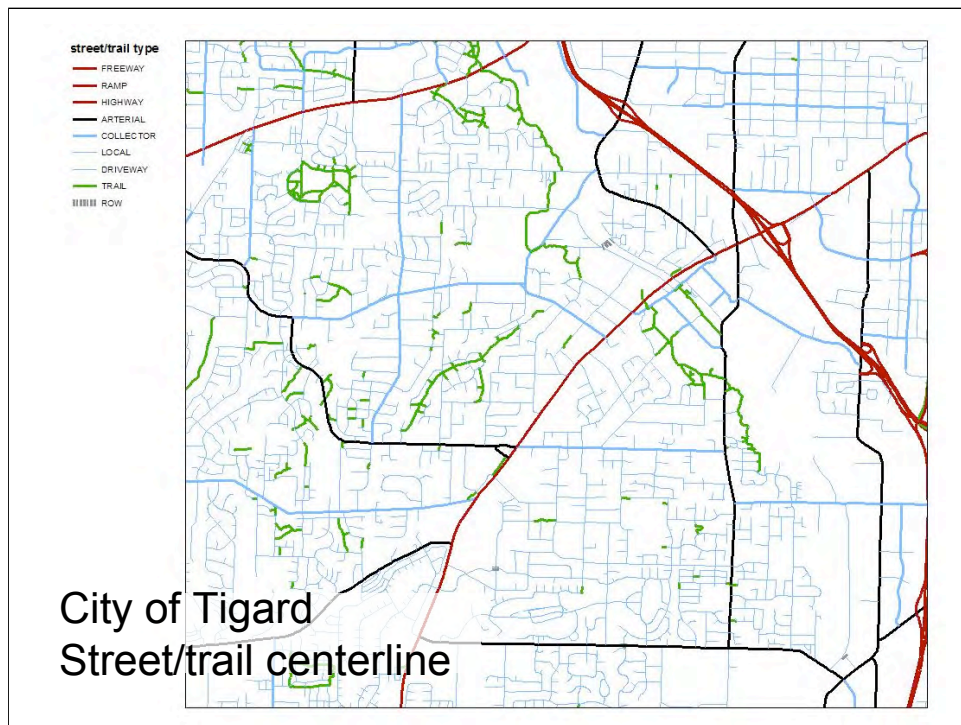 street/trail type
FREEWAY
RAMP
HIGHWAY
ARTERIAL
COLLECTOR
LOCAL
DRIVEWAY
TRAIL
ROW
City of Tigard
Street/trail centerline